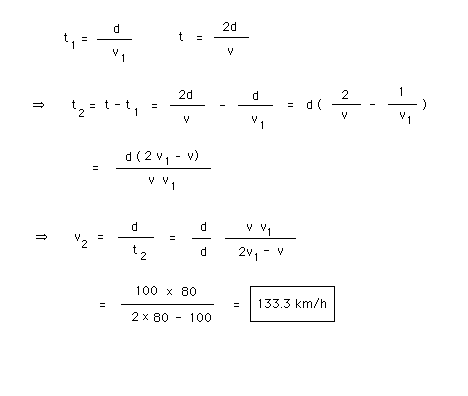 t₁ = d / v₁    t = 2d / v
⇒ t₂ = t − t₁ = 2d / v − d / v₁ = d ( 2 / v − 1 / v₁ )
= d ( 2 v₁ − v) / v v₁
⇒ v₂ = d / t₂ = d / d  v v₁ / 2v₁ − v
= 100 x 80 / 2 x 80 − 100 = 133.3 km/h